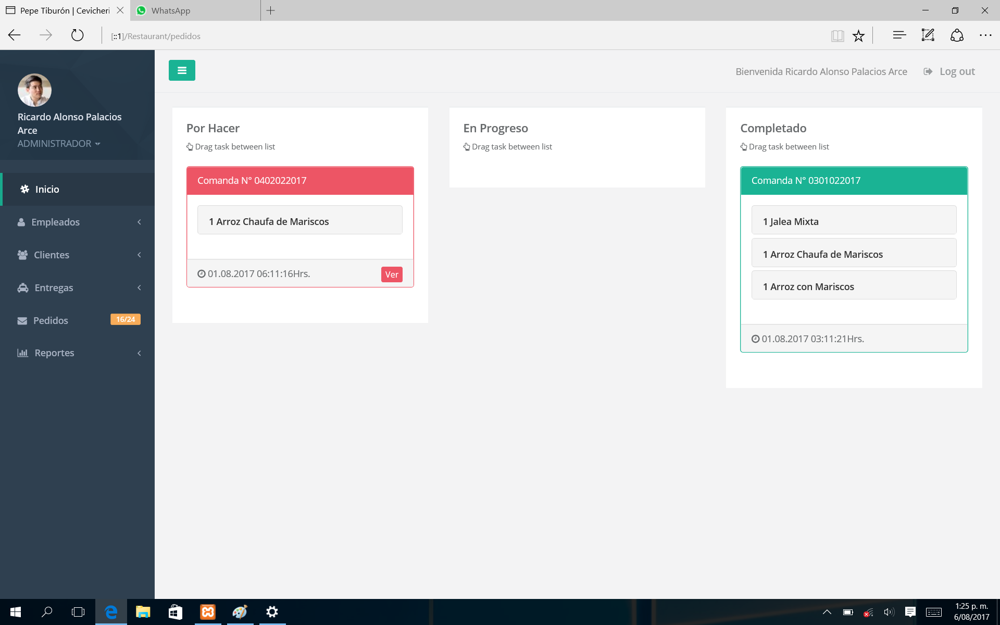 Pepe Tiburón | Cevicheri
WhatsApp
[::1]/Restaurant/pedidos
Ricardo Alonso Palacios
Arce
ADMINISTRADOR
Inicio
Empleados
Clientes
Entregas
Pedidos 16/24
Reportes
Bienvenida Ricardo Alonso Palacios Arce Log out
Por Hacer
Drag task between list
Comanda N° 0402022017
1 Arroz Chaufa de Mariscos
01.08.2017 06:11:16Hrs. Ver
En Progreso
Drag task between list
Completado
Drag task between list
Comanda N° 0301022017
1 Jalea Mixta
1 Arroz Chaufa de Mariscos
1 Arroz con Mariscos
01.08.2017 03:11:21Hrs.
1:25 p. m.
6/08/2017